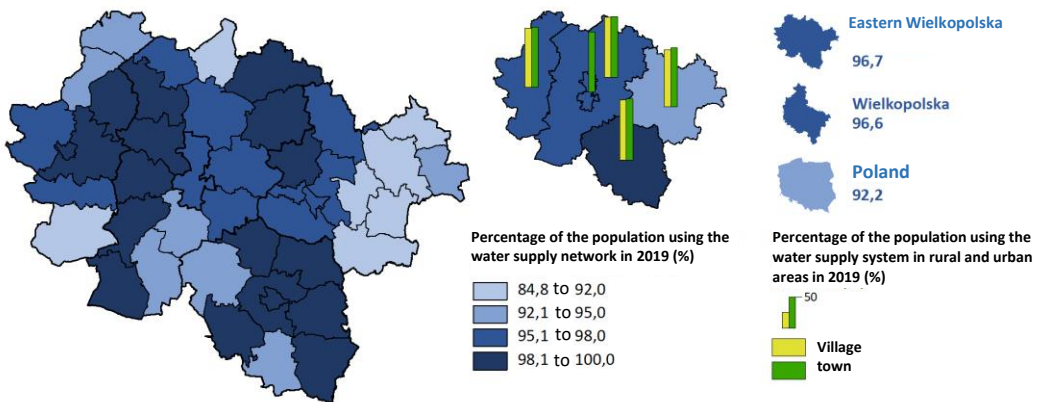 Eastern Wielkopolska
96,7
Wielkopolska
96,6
Poland
92,2
Percentage of the population using the
water supply network in 2019 (%)
84,8 to 92,0
92,1 to 95,0
95,1 to 98,0
98,1 to 100,0
Percentage of the population using the
water supply system in rural and urban
areas in 2019 (%)
50
Village
town